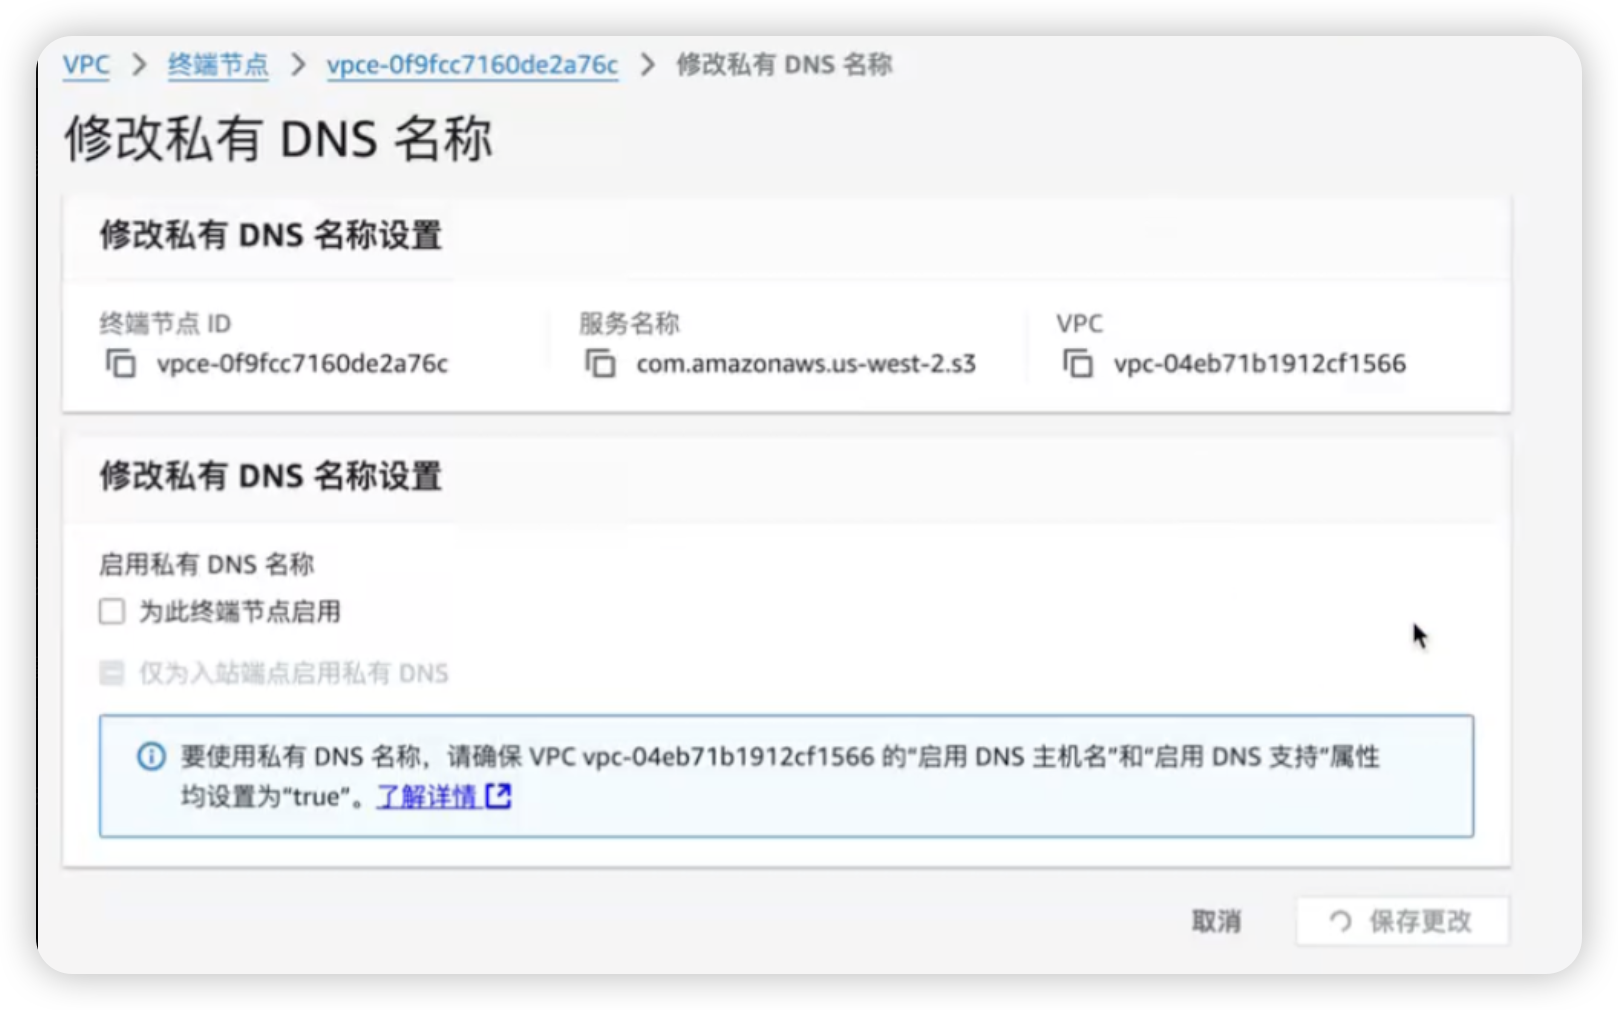 VPC > 终端节点 > vpce-0f9fcc7160de2a76c > 修改私有 DNS 名称
修改私有 DNS 名称
修改私有 DNS 名称设置
终端节点 ID
vpce-0f9fcc7160de2a76c
服务名称
com.amazonaws.us-west-2.s3
VPC
vpc-04eb71b1912cf1566
修改私有 DNS 名称设置
启用私有 DNS 名称
为此终端节点启用
仅为入站端点启用私有 DNS
要使用私有 DNS 名称，请确保 VPC vpc-04eb71b1912cf1566 的“启用 DNS 主机名”和“启用 DNS 支持”属性
均设置为“true”。了解详情
取消
保存更改